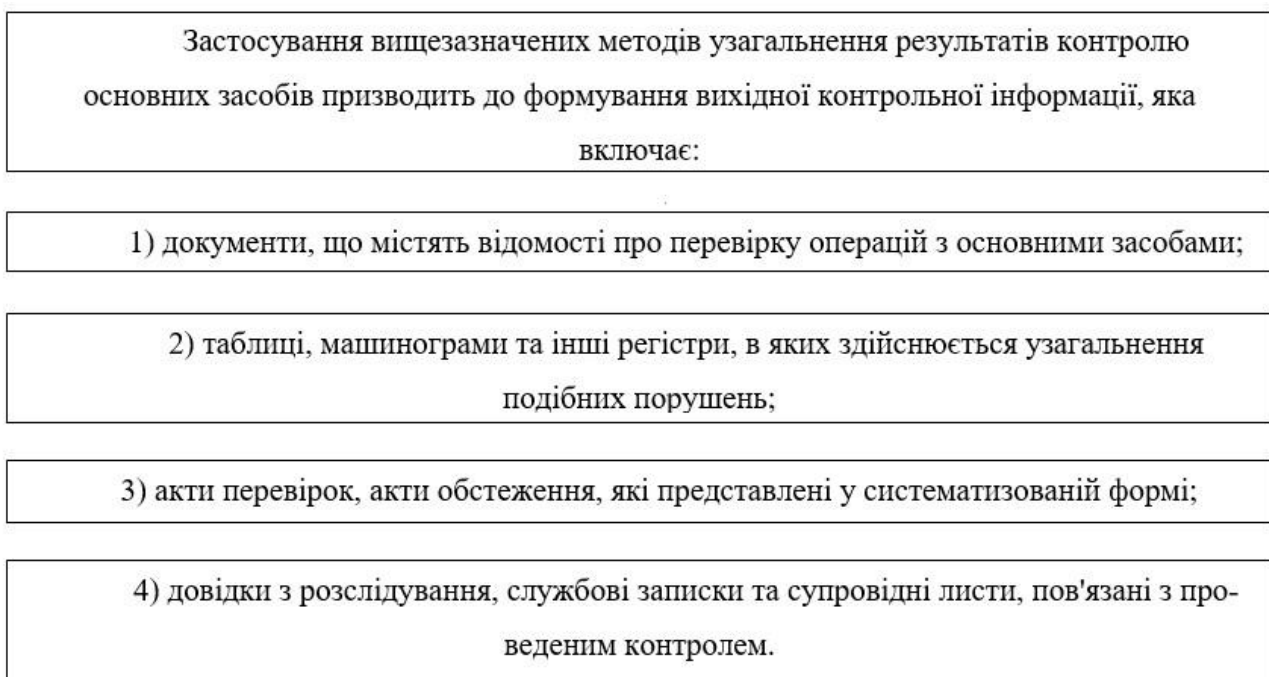 Застосування вищезазначених методів узагальнення результатів контролю
основних засобів призводить до формування вихідної контрольної інформації, яка
включає:
1) документи, що містять відомості про перевірку операцій з основними засобами;
2) таблиці, машинограми та інші регістри, в яких здійснюється узагальнення
подібних порушень;
3) акти перевірок, акти обстеження, які представлені у систематизованій формі;
4) довідки з розслідування, службові записки та супровідні листи, пов'язані з про-
веденим контролем.